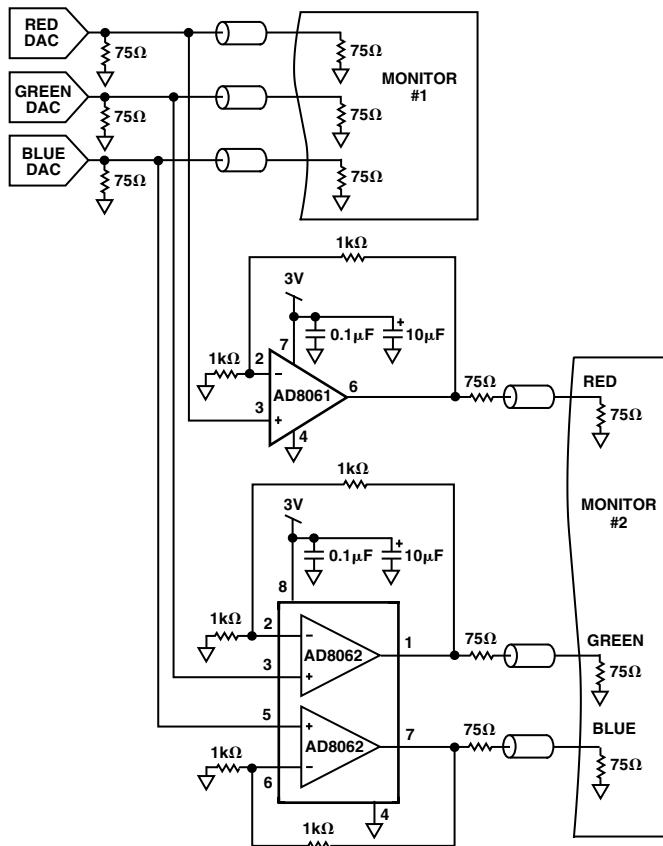 RED
DAC
75Ω
75Ω
MONITOR
#1
GREEN
DAC
75Ω
75Ω
BLUE
DAC
75Ω
75Ω
1kΩ
3V
7
0.1µF
+
10µF
1kΩ
2
−
AD8061
6
3
+
4
75Ω
RED
75Ω
1kΩ
MONITOR
#2
3V
0.1µF
+
10µF
8
1kΩ
2
−
AD8062
1
3
+
75Ω
GREEN
75Ω
5
+
AD8062
7
75Ω
BLUE
75Ω
1kΩ
6
−
4
1kΩ